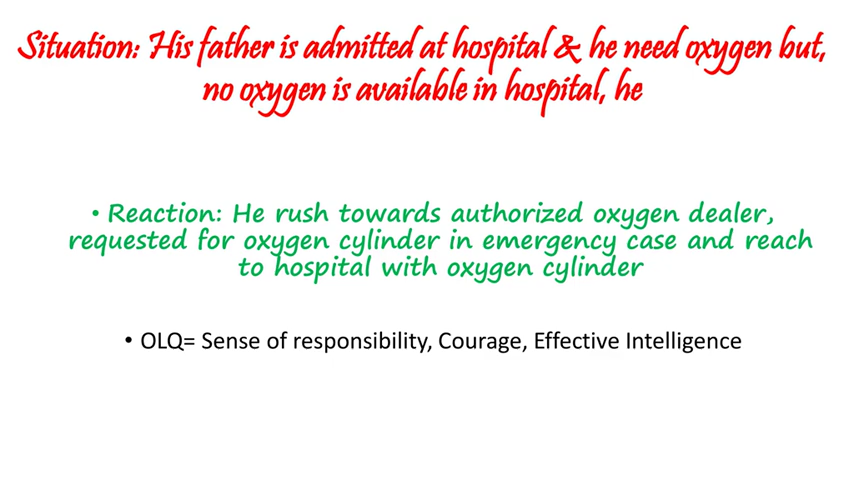 Situation: His father is admitted at hospital & he need oxygen but,
no oxygen is available in hospital, he
• Reaction: He rush towards authorized oxygen dealer,
requested for oxygen cylinder in emergency case and reach
to hospital with oxygen cylinder
• OLQ= Sense of responsibility, Courage, Effective Intelligence